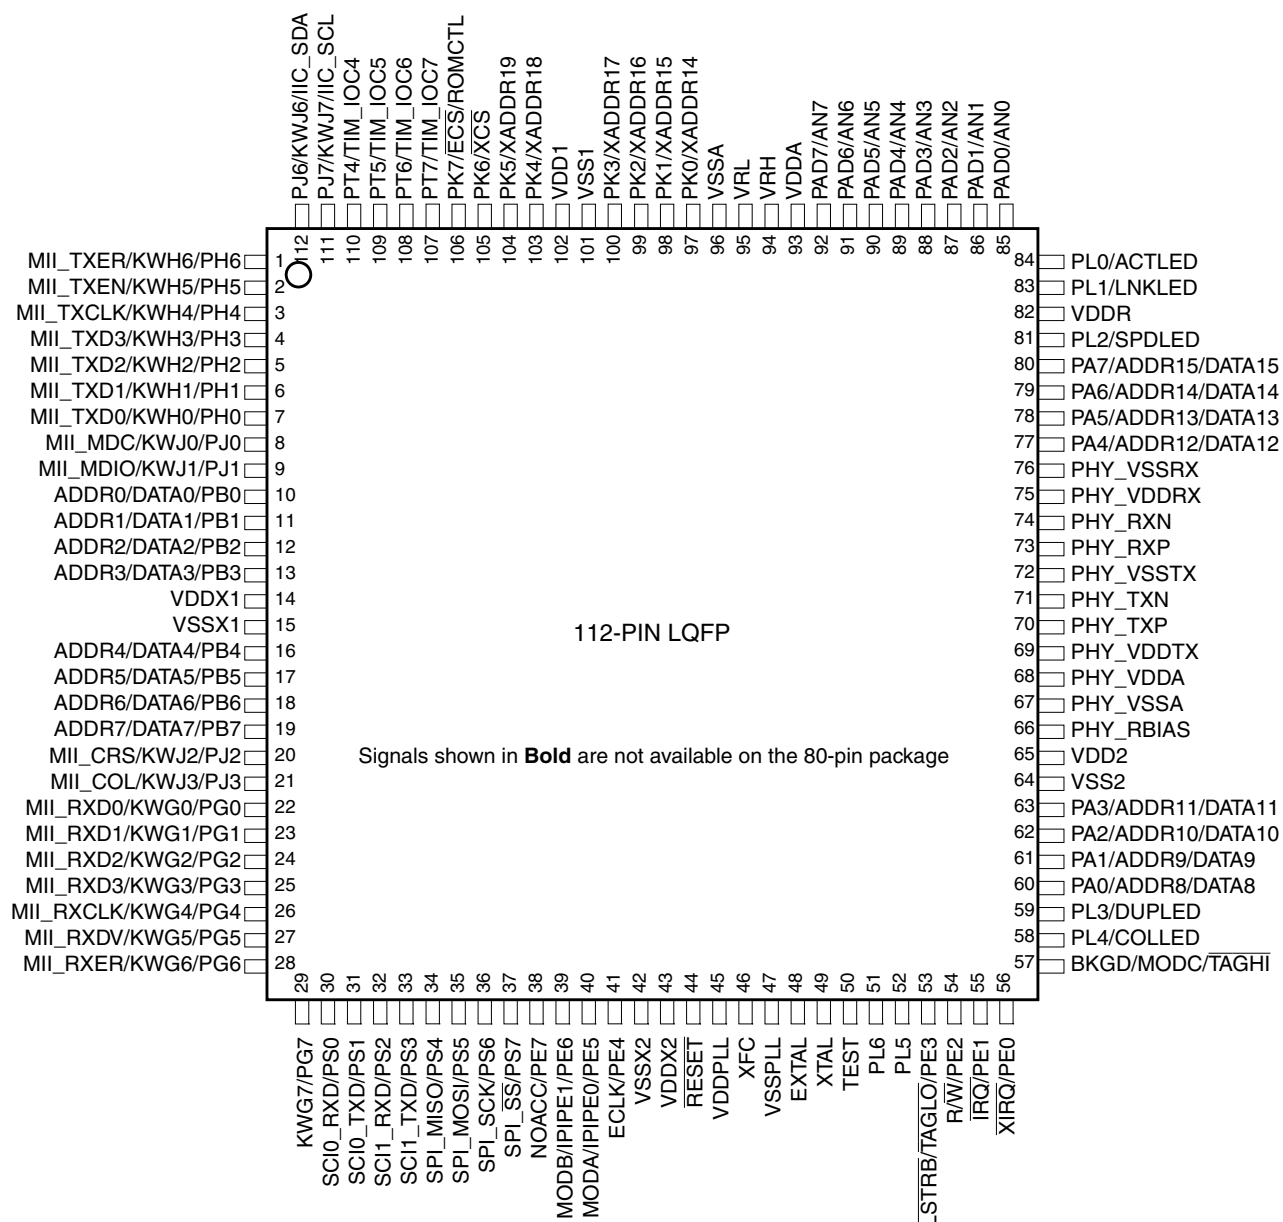 PJ6/KWJ6/IIC_SDA
PJ7/KWJ7/IIC_SCL
PT4/TIM_IOC4
PT5/TIM_IOC5
PT6/TIM_IOC6
PT7/TIM_IOC7
PK7/ECS/ROMCTL
PK6/XCS
PK5/XADDR19
PK4/XADDR18
VDD1
VSS1
PK3/XADDR17
PK2/XADDR16
PK1/XADDR15
PK0/XADDR14
VSSA
VRL
VRH
VDDA
PAD7/AN7
PAD6/AN6
PAD5/AN5
PAD4/AN4
PAD3/AN3
PAD2/AN2
PAD1/AN1
PAD0/AN0
112
111
110
109
108
107
106
105
104
103
102
101
100
99
98
97
96
95
94
93
92
91
90
89
88
87
86
85
MII_TXER/KWH6/PH6 1
MII_TXEN/KWH5/PH5 2
MII_TXCLK/KWH4/PH4 3
MII_TXD3/KWH3/PH3 4
MII_TXD2/KWH2/PH2 5
MII_TXD1/KWH1/PH1 6
MII_TXD0/KWH0/PH0 7
MII_MDC/KWJ0/PJ0 8
MII_MDIO/KWJ1/PJ1 9
ADDR0/DATA0/PB0 10
ADDR1/DATA1/PB1 11
ADDR2/DATA2/PB2 12
ADDR3/DATA3/PB3 13
VDDX1 14
VSSX1 15
ADDR4/DATA4/PB4 16
ADDR5/DATA5/PB5 17
ADDR6/DATA6/PB6 18
ADDR7/DATA7/PB7 19
MII_CRS/KWJ2/PJ2 20
MII_COL/KWJ3/PJ3 21
MII_RXD0/KWG0/PG0 22
MII_RXD1/KWG1/PG1 23
MII_RXD2/KWG2/PG2 24
MII_RXD3/KWG3/PG3 25
MII_RXCLK/KWG4/PG4 26
MII_RXDV/KWG5/PG5 27
MII_RXER/KWG6/PG6 28
112-PIN LQFP
Signals shown in Bold are not available on the 80-pin package
84 PL0/ACTLED
83 PL1/LNKLED
82 VDDR
81 PL2/SPDLED
80 PA7/ADDR15/DATA15
79 PA6/ADDR14/DATA14
78 PA5/ADDR13/DATA13
77 PA4/ADDR12/DATA12
76 PHY_VSSRX
75 PHY_VDDRX
74 PHY_RXN
73 PHY_RXP
72 PHY_VSSTX
71 PHY_TXN
70 PHY_TXP
69 PHY_VDDTX
68 PHY_VDDA
67 PHY_VSSA
66 PHY_RBIAS
65 VDD2
64 VSS2
63 PA3/ADDR11/DATA11
62 PA2/ADDR10/DATA10
61 PA1/ADDR9/DATA9
60 PA0/ADDR8/DATA8
59 PL3/DUPLED
58 PL4/COLLED
57 BKGD/MODC/TAGHI
29
30
31
32
33
34
35
36
37
38
39
40
41
42
43
44
45
46
47
48
49
50
51
52
53
54
55
56
KWG7/PG7
SCI0_RXD/PS0
SCI0_TXD/PS1
SCI1_RXD/PS2
SCI1_TXD/PS3
SPI_MISO/PS4
SPI_MOSI/PS5
SPI_SCK/PS6
SPI_SS/PS7
NOACC/PE7
MODB/IPIPE1/PE6
MODA/IPIPE0/PE5
ECLK/PE4
VSSX2
VDDX2
RESET
VDDPLL
XFC
VSSPLL
EXTAL
XTAL
TEST
PL6
PL5
LSTRB/TAGLO/PE3
R/W/PE2
IRQ/PE1
XIRQ/PE0